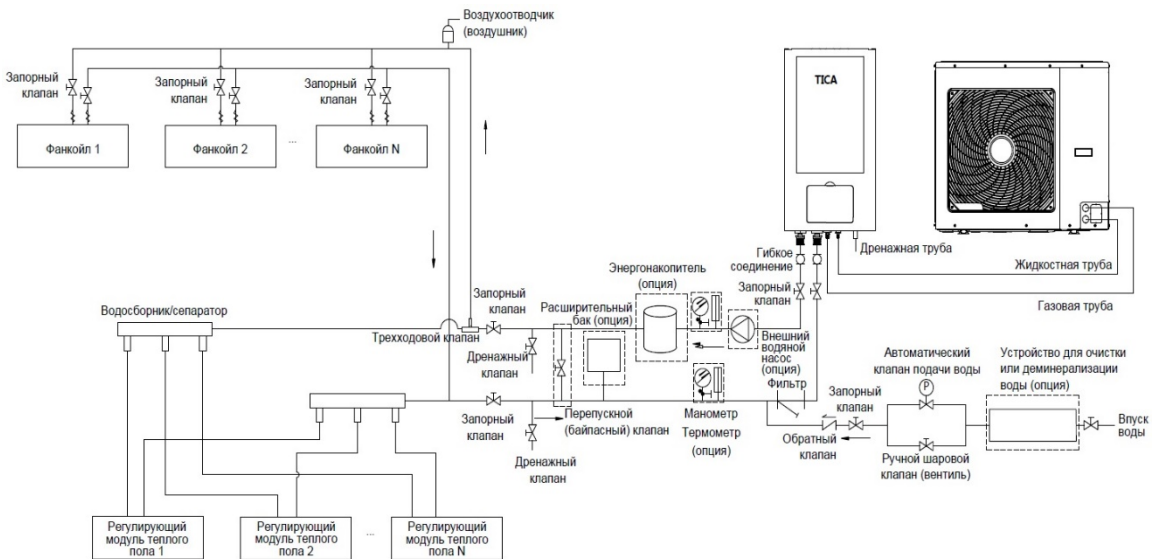 Воздухоотводчик
(воздушник)
Запорный
клапан
Запорный
клапан
Запорный
клапан
Фанкойл 1
Фанкойл 2
...
Фанкойл N
TICA
Дренажная труба
Гибкое
соединение
Жидкостная труба
Газовая труба
Запорный
клапан
Энергонакопитель
(опция)
Расширительный
бак (опция)
Запорный
клапан
Водосборник/сепаратор
Трехходовой клапан
Дренажный
клапан
Внешний
водяной
насос
(опция)
Фильтр
Автоматический
клапан подачи воды
P
Устройство для очистки
или деминерализации
воды (опция)
Запорный
клапан
Впуск
воды
Обратный
клапан
Ручной шаровой
клапан (вентиль)
Запорный
клапан
Перепускной
(байпасный) клапан
Манометр
Термометр
(опция)
Дренажный
клапан
Регулирующий
модуль теплого
пола 1
Регулирующий
модуль теплого
пола 2
...
Регулирующий
модуль теплого
пола N